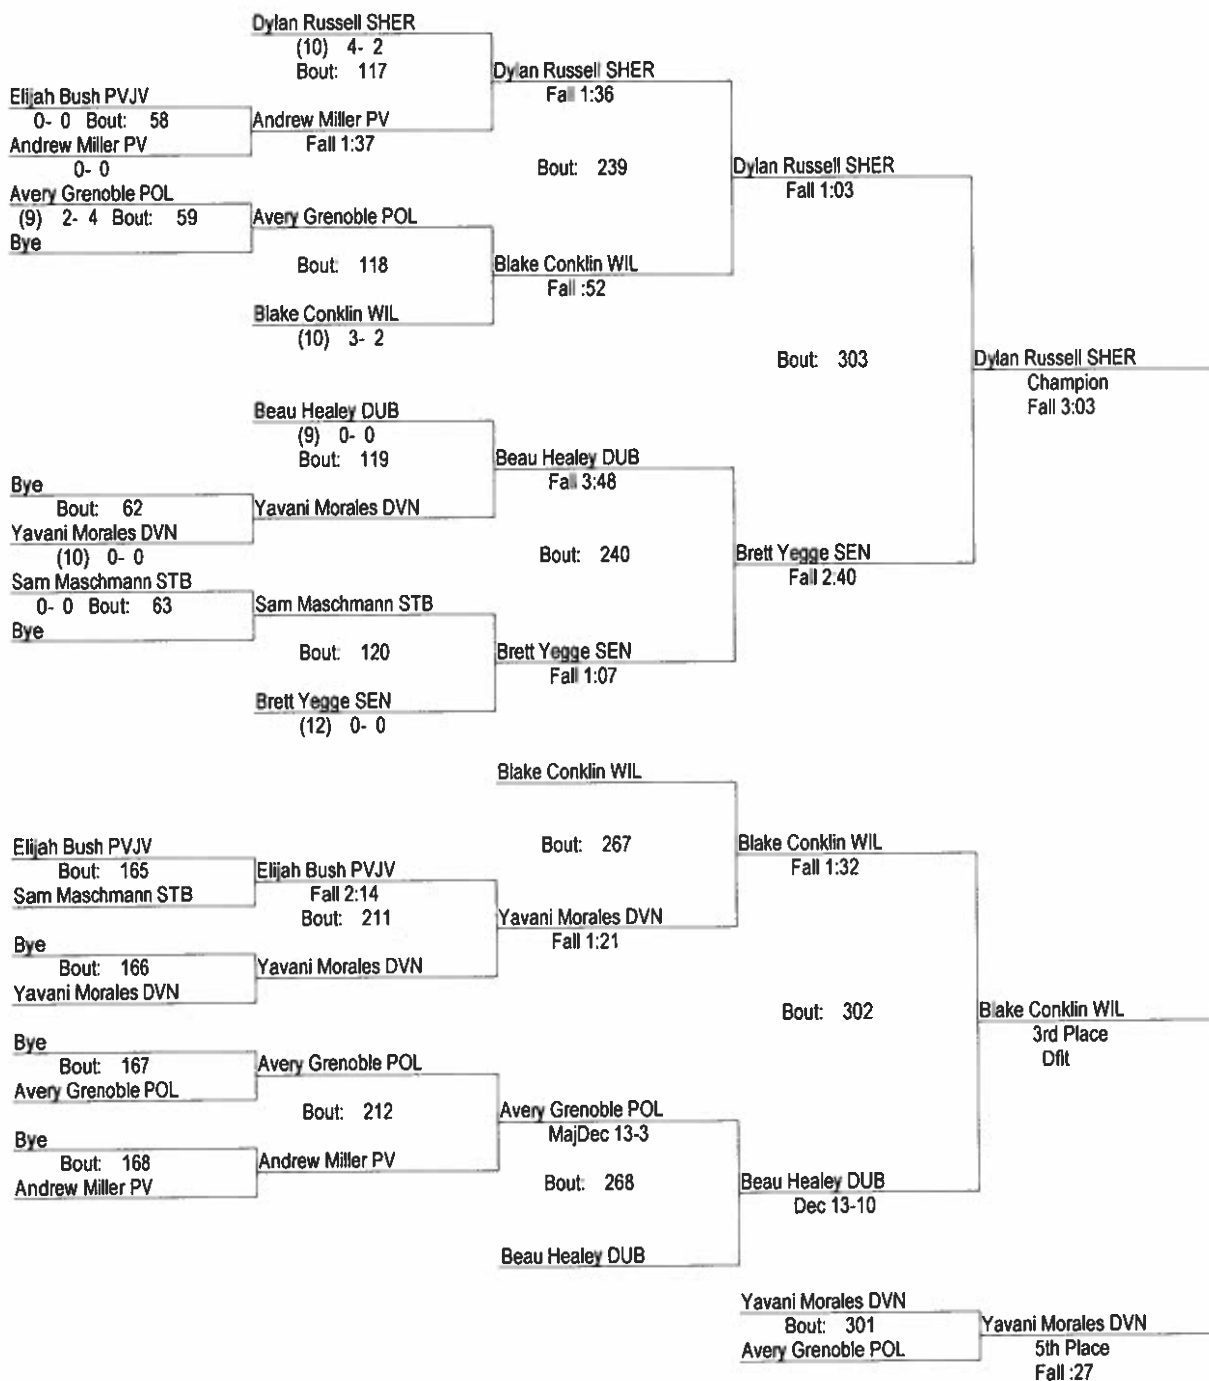 Dylan Russell SHER
(10) 4- 2
Bout: 117
Dylan Russell SHER
Fall 1:36
Elijah Bush PVJV
0- 0 Bout: 58
Andrew Miller PV
Fall 1:37
Andrew Miller PV
0- 0
Bout: 239
Dylan Russell SHER
Fall 1:03
Avery Grenoble POL
(9) 2- 4 Bout: 59
Avery Grenoble POL
Bye
Bout: 118
Blake Conklin WIL
Fall :52
Blake Conklin WIL
(10) 3- 2
Bout: 303
Dylan Russell SHER
Champion
Fall 3:03
Beau Healey DUB
(9) 0- 0
Bout: 119
Beau Healey DUB
Fall 3:48
Bye
Bout: 62
Yavani Morales DVN
Yavani Morales DVN
(10) 0- 0
Bout: 240
Brett Yegge SEN
Fall 2:40
Sam Maschmann STB
0- 0 Bout: 63
Sam Maschmann STB
Bye
Bout: 120
Brett Yegge SEN
Fall 1:07
Brett Yegge SEN
(12) 0- 0
Blake Conklin WIL
Bout: 267
Blake Conklin WIL
Fall 1:32
Elijah Bush PVJV
Bout: 165
Elijah Bush PVJV
Fall 2:14
Sam Maschmann STB
Bout: 211
Yavani Morales DVN
Fall 1:21
Bye
Bout: 166
Yavani Morales DVN
Yavani Morales DVN
Bout: 302
Blake Conklin WIL
3rd Place
Dflt
Bye
Bout: 167
Avery Grenoble POL
Avery Grenoble POL
Bout: 212
Avery Grenoble POL
MajDec 13-3
Bye
Bout: 168
Andrew Miller PV
Andrew Miller PV
Bout: 268
Beau Healey DUB
Dec 13-10
Beau Healey DUB
Yavani Morales DVN
Bout: 301
Yavani Morales DVN
Avery Grenoble POL
5th Place
Fall :27